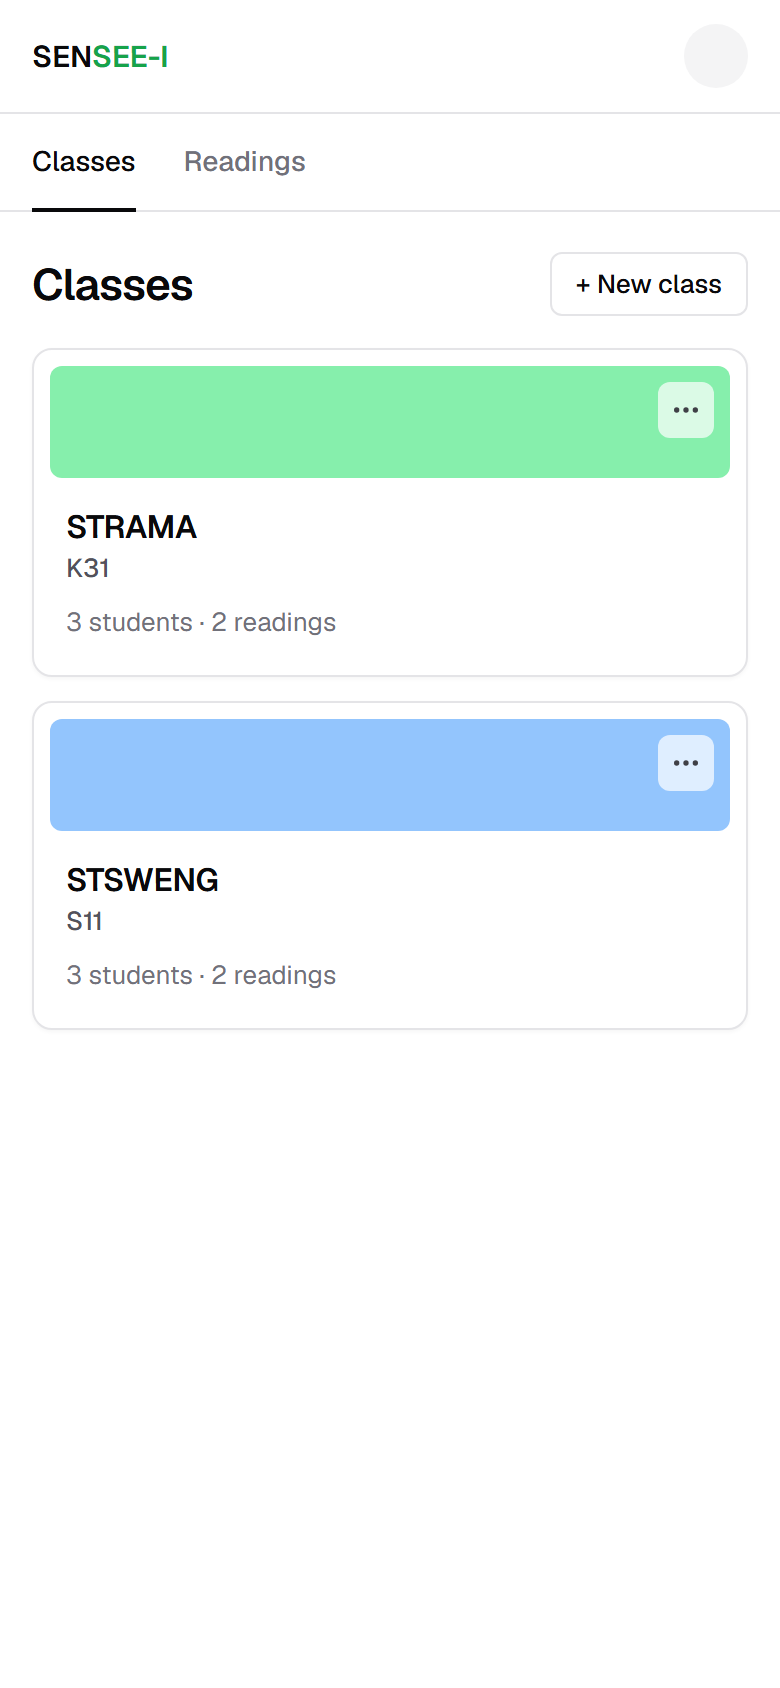 SENSEE-I
Classes Readings
Classes + New class
STRAMA
K31
3 students · 2 readings
STSWENG
S11
3 students · 2 readings